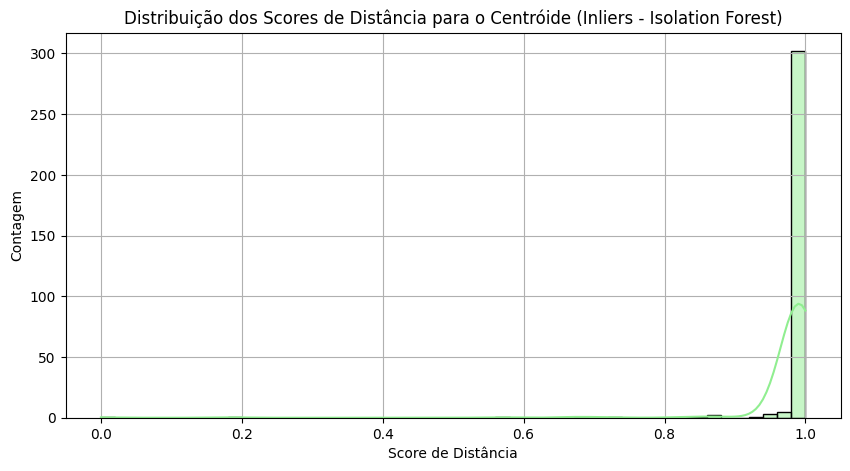 Distribuição dos Scores de Distância para o Centróide (Inliers - Isolation Forest)
Contagem
300
250
200
150
100
50
0
0.0 0.2 0.4 0.6 0.8 1.0
Score de Distância